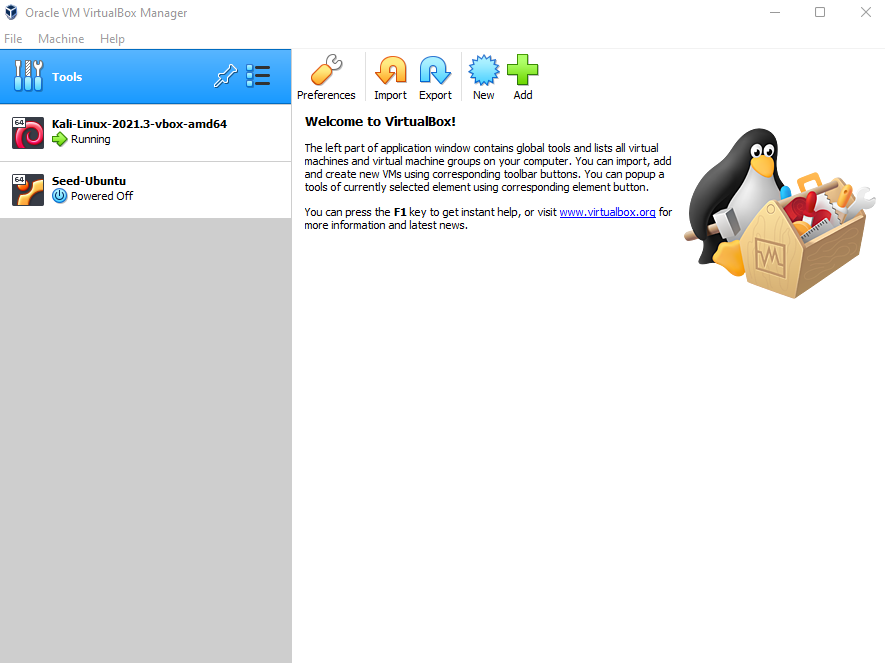 Oracle VM VirtualBox Manager
File Machine Help
Tools
64
Kali-Linux-2021.3-vbox-amd64
Running
64
Seed-Ubuntu
Powered Off
Preferences Import Export New Add
Welcome to VirtualBox!
The left part of application window contains global tools and lists all virtual
machines and virtual machine groups on your computer. You can import, add
and create new VMs using corresponding toolbar buttons. You can popup a
tools of currently selected element using corresponding element button.
You can press the F1 key to get instant help, or visit www.virtualbox.org for
more information and latest news.